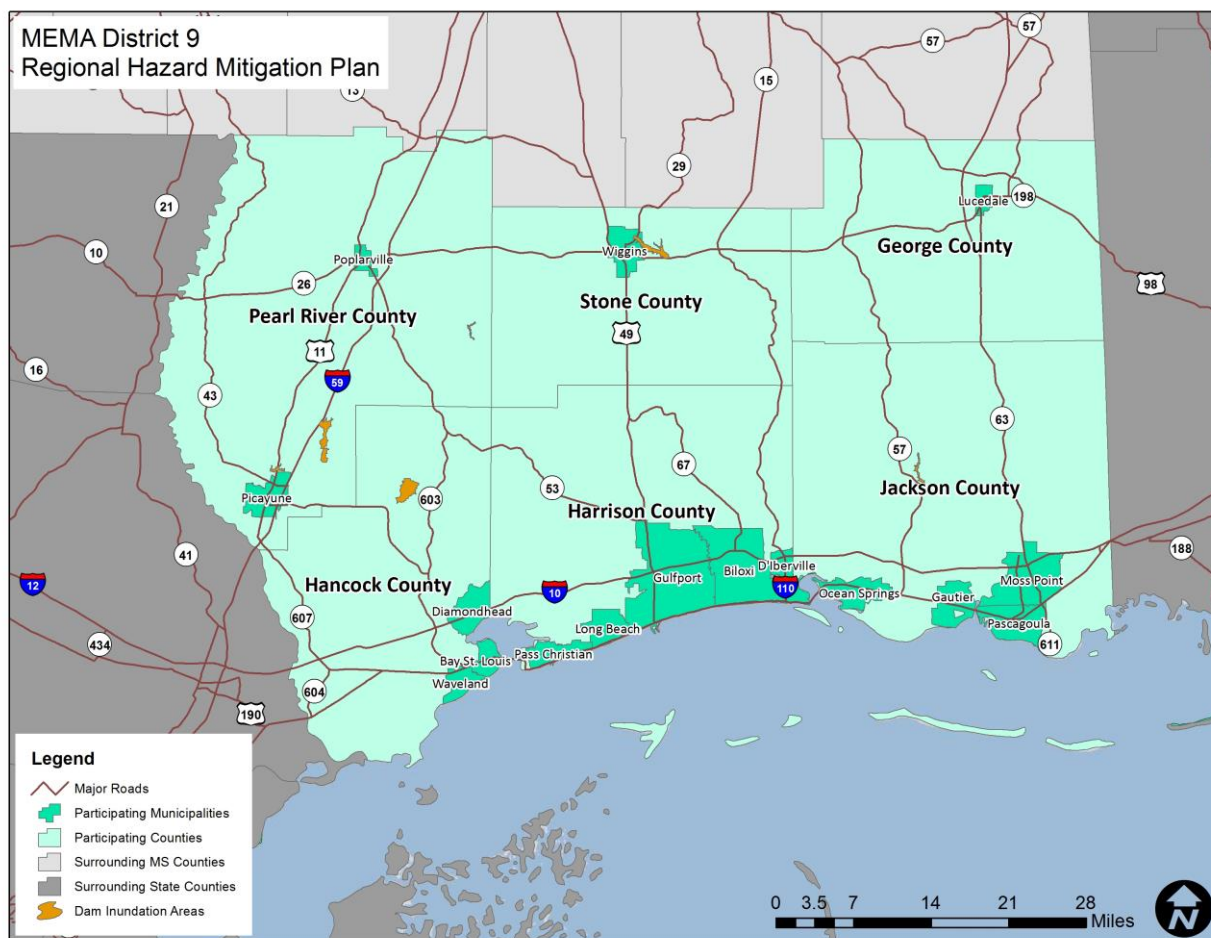 MEMA District 9
Regional Hazard Mitigation Plan
57
57
13
15
29
21
Lucedale
198
10
Poplarville
Wiggins
George County
26
Pearl River County
Stone County
98
11
49
16
59
43
63
57
67
Picayune
603
53
Jackson County
Harrison County
41
188
12
Hancock County
Gulfport
Biloxi
D'Iberville
Moss Point
10
110
Ocean Springs
Gautier
Diamondhead
607
Long Beach
Pascagoula
434
Bay St. Louis
Pass Christian
611
Waveland
604
190
Legend
Major Roads
Participating Municipalities
Participating Counties
Surrounding MS Counties
Surrounding State Counties
Dam Inundation Areas
0 3.5 7 14 21 28
Miles
N